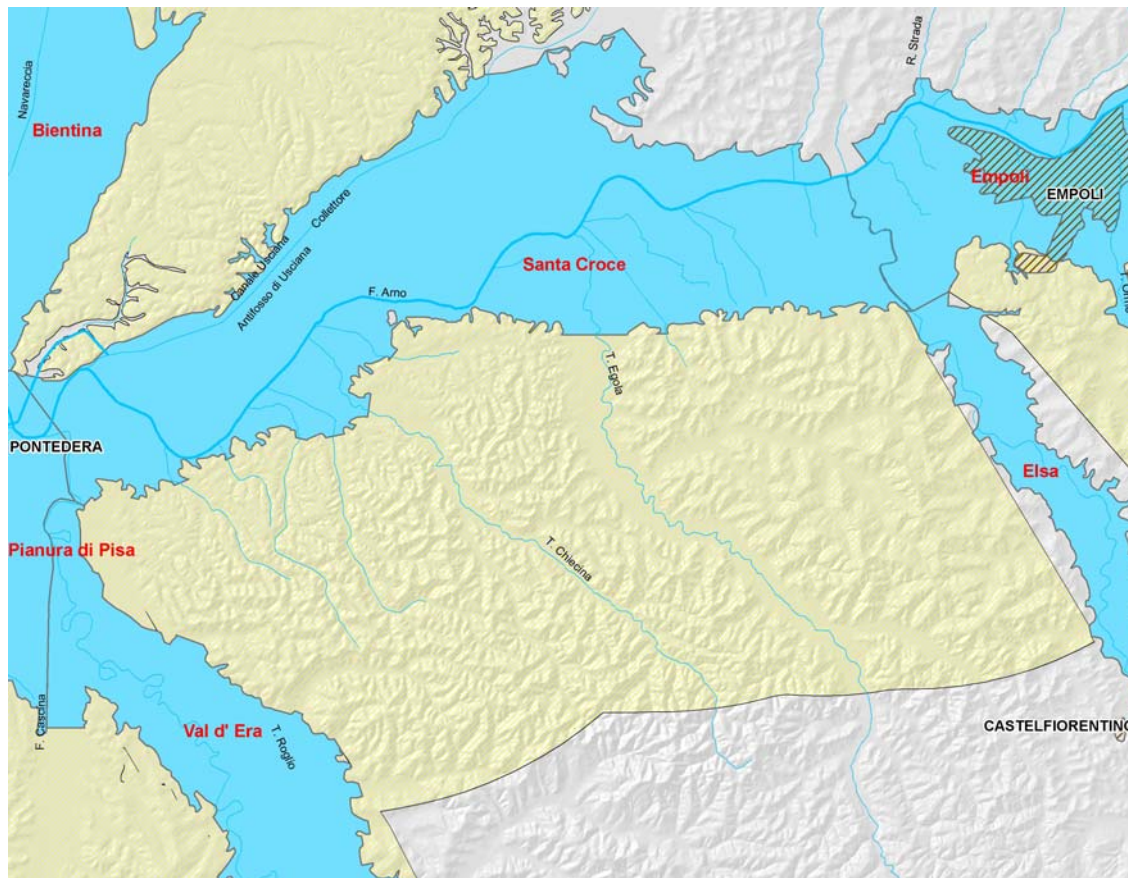 R. Strada
Navareccia
Bientina
Empoli
EMPOLI
Collettore
Canale Usciana
Antifosso di Usciana
Santa Croce
F. Arno
T. Egola
PONTEDERA
Elsa
Pianura di Pisa
T. Chiecina
F. Cascina
Val d' Era
T. Roglio
CASTELFIORENTINO